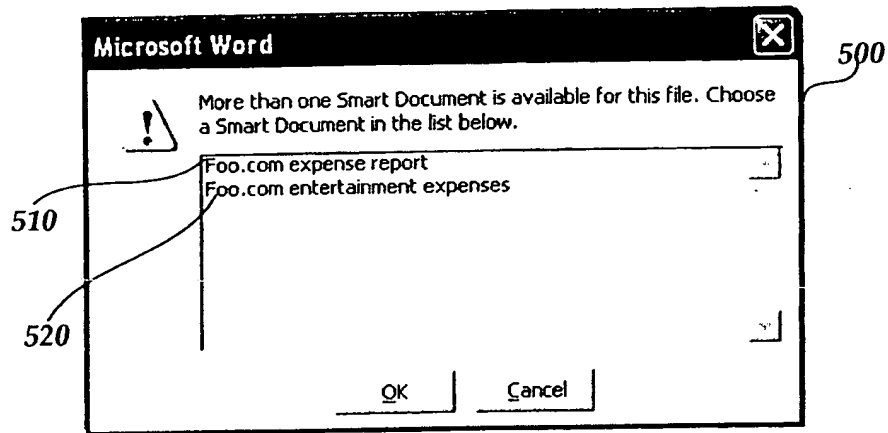 Microsoft Word
500
More than one Smart Document is available for this file. Choose
a Smart Document in the list below.
Foo.com expense report
Foo.com entertainment expenses
510
520
OK
Cancel